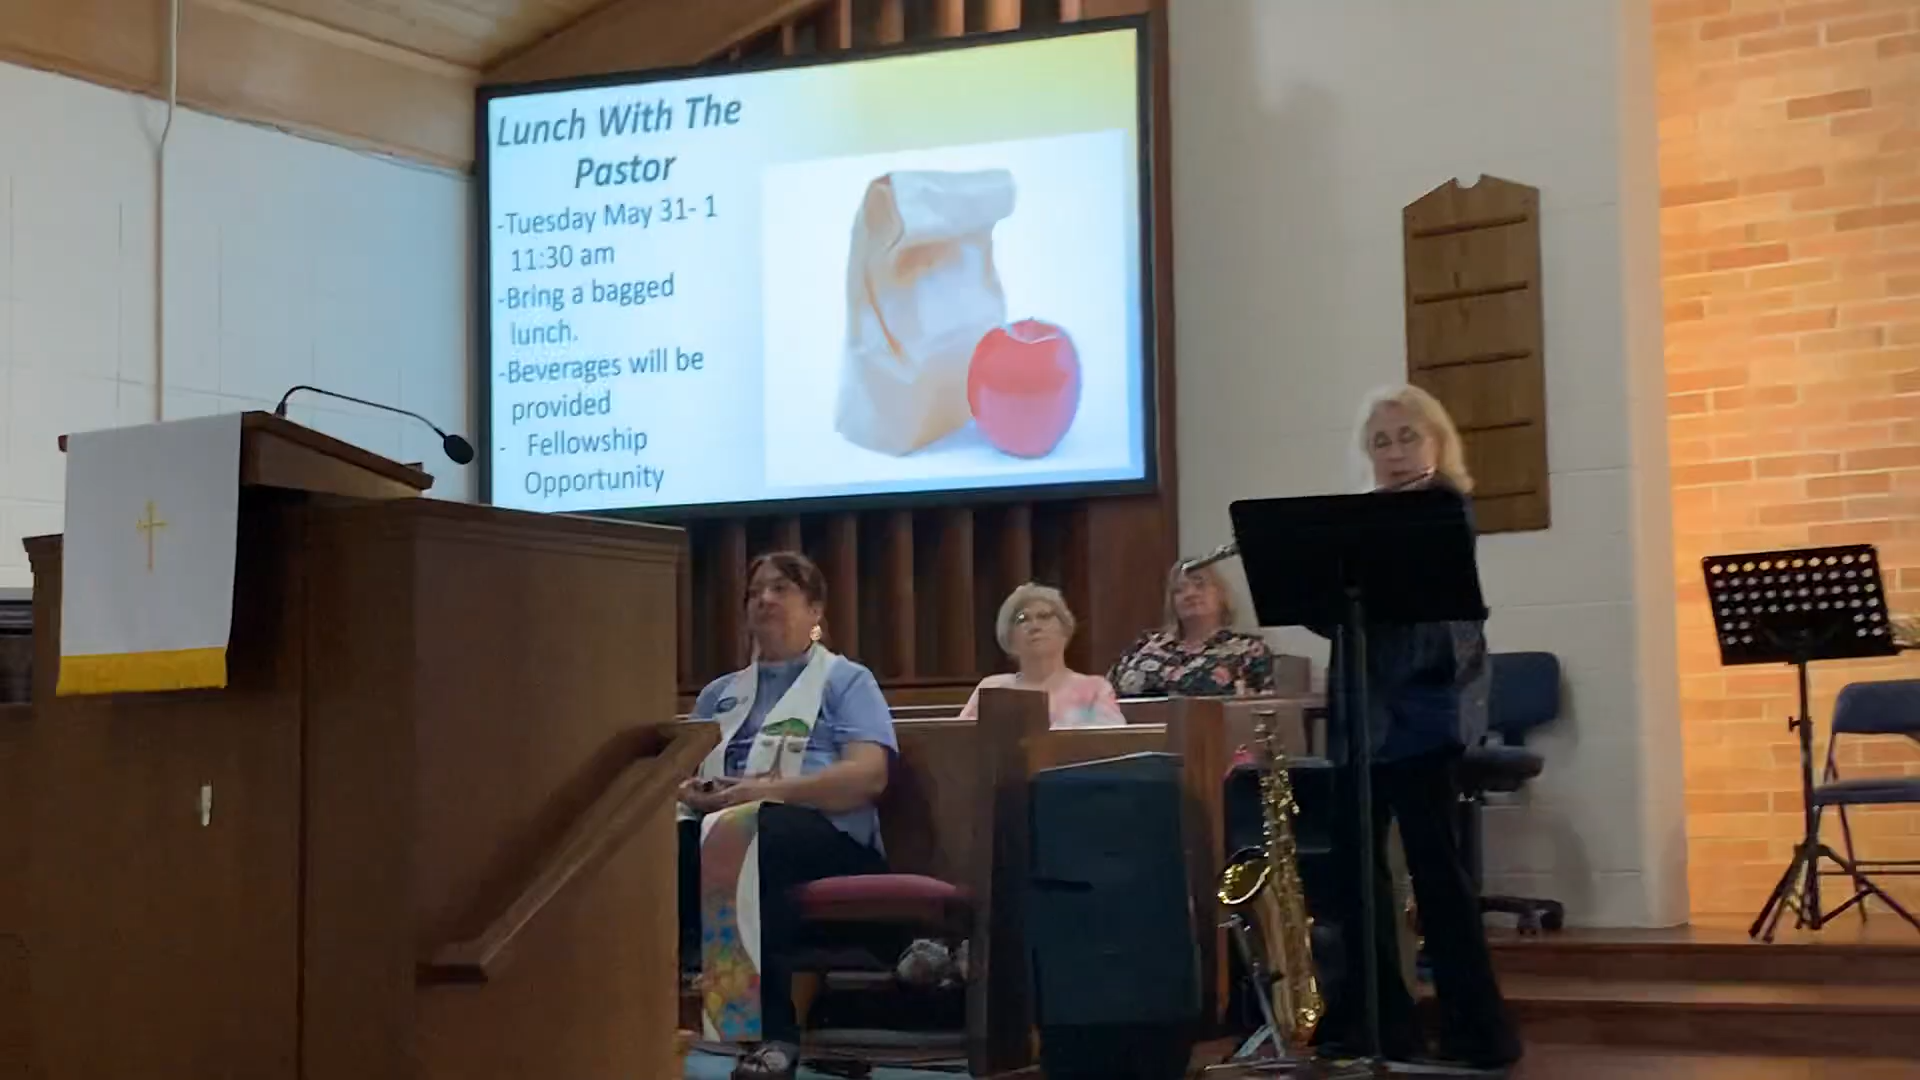 Lunch With The
Pastor
-Tuesday May 31- 1
11:30 am
-Bring a bagged
lunch.
-Beverages will be
provided
- Fellowship
Opportunity